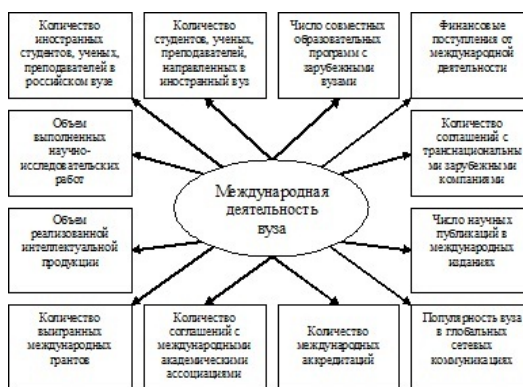 Количество
иностранных
студентов, ученых,
преподавателей в
российском вузе
Количество
студентов, ученых,
преподавателей,
направленных в
иностранный вуз
Число совместных
образовательных
программ с
зарубежными
вузами
Финансовые
поступления от
международной
деятельности
Объем
выполненных
научно-
исследовательских
работ
Количество
соглашений с
транснациональны
ми зарубежными
компаниями
Международная
деятельность
вуза
Объем
реализованной
интеллектуальной
продукции
Число научных
публикаций в
международных
изданиях
Количество
выигранных
международных
грантов
Количество
соглашений с
международными
академическими
ассоциациями
Количество
международных
аккредитаций
Популярность вуза
в глобальных
сетевых
коммуникациях